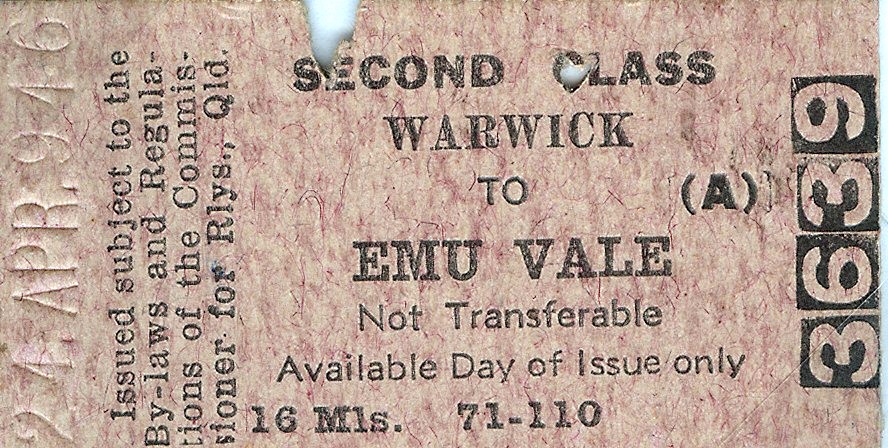 24 APR. 946
Issued subject to the
By-laws and Regula-
tions of the Commis-
sioner for Rlys., Qld.
SECOND CLASS
WARWICK
TO (A)
EMU VALE
Not Transferable
Available Day of Issue only
16 Mls. 71-110
3639